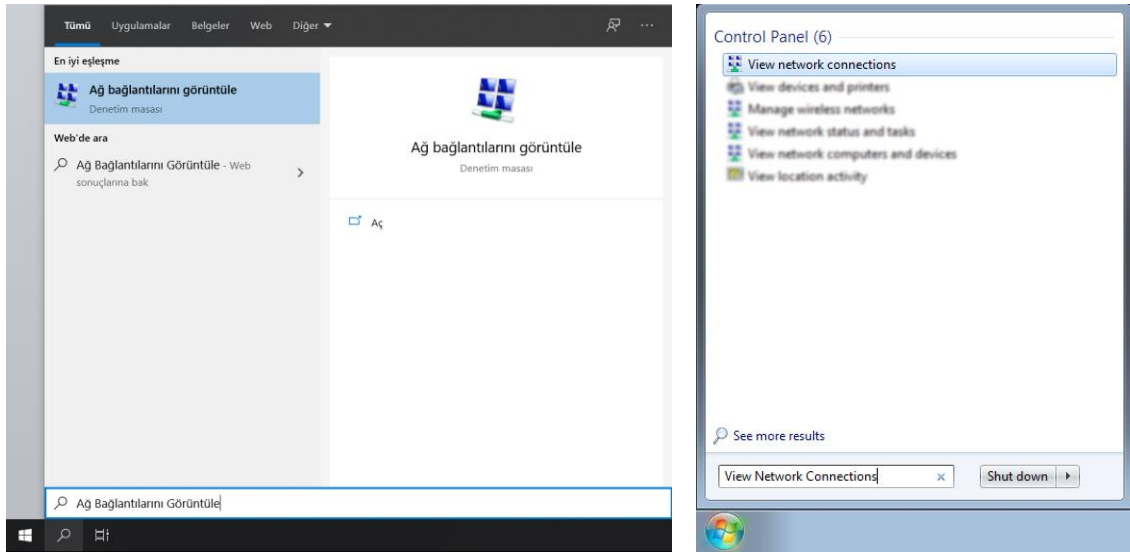 Tümü Uygulamalar Belgeler Web Diğer
En iyi eşleşme
Ağ bağlantılarını görüntüle
Denetim masası
Web'de ara
Ağ Bağlantılarını Görüntüle - Web
sonuçlarına bak
Ağ bağlantılarını görüntüle
Denetim masası
Aç
Ağ Bağlantılarını Görüntüle
Control Panel (6)
View network connections
View devices and printers
Manage wireless networks
View network status and tasks
View network computers and devices
View location activity
See more results
View Network Connections
Shut down